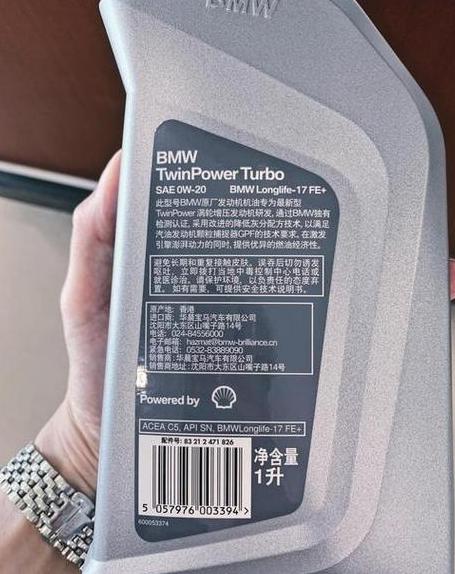 BMW
BMW
TwinPower Turbo
SAE 0W-20 BMW Longlife-17 FE+
此型号BMW原厂发动机机油专为最新型
TwinPower 涡轮增压发动机研发, 通过BMW独有
检测认证, 采用改进的降低灰分配方技术, 以满足
汽油发动机颗粒捕捉器GPF的技术要求, 在激发
引擎澎湃动力的同时, 提供优异的燃油经济性。
避免长期和重复接触皮肤。误吞后切勿诱发
呕吐, 立即拨打当地中毒控制中心电话或
就医诊治。请保护环境, 以负责任的态度弃
置。如有需要, 可提供安全技术说明书。
原产地: 香港
进口商: 华晨宝马汽车有限公司
沈阳市大东区山嘴子路14号
电话: 024-84556000
电子邮箱: hazmat@bmw-brilliance.cn
紧急电话: 0532-83889090
销售商: 华晨宝马汽车有限公司
销售商地址: 沈阳市大东区山嘴子路14号
Powered by
ACEA C5, API SN, BMWLonglife-17 FE+
配件号: 83 21 2 471 826
净含量
1升
5 057976 003394 >
600053374